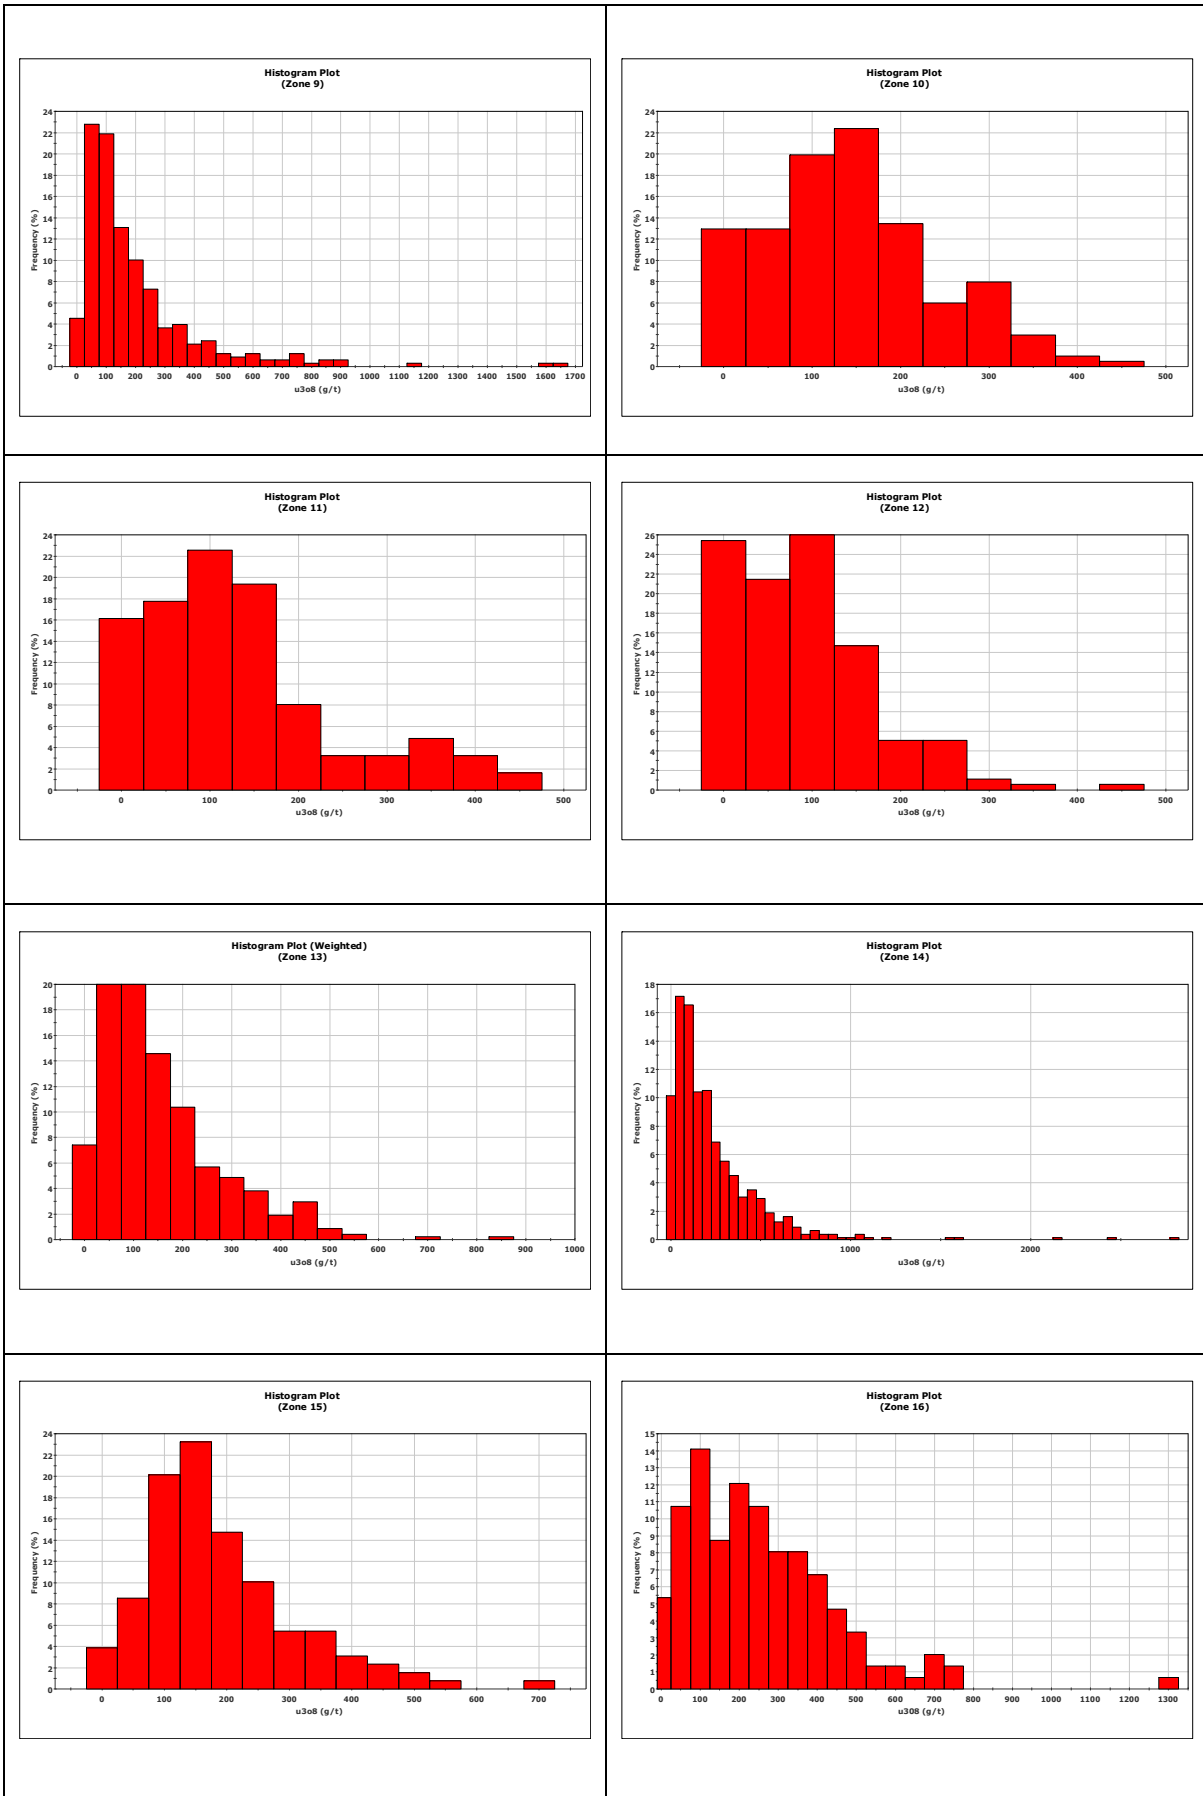 Histogram Plot
(Zone 9)
24
22
20
18
16
14
12
10
8
6
4
2
0
Frequency (%)
0 100 200 300 400 500 600 700 800 900 1000 1100 1200 1300 1400 1500 1600 1700
u3o8 (g/t)
Histogram Plot
(Zone 10)
24
22
20
18
16
14
12
10
8
6
4
2
0
Frequency (%)
0 100 200 300 400 500
u3o8 (g/t)
Histogram Plot
(Zone 11)
24
22
20
18
16
14
12
10
8
6
4
2
0
Frequency (%)
0 100 200 300 400 500
u3o8 (g/t)
Histogram Plot
(Zone 12)
26
24
22
20
18
16
14
12
10
8
6
4
2
0
Frequency (%)
0 100 200 300 400 500
u3o8 (g/t)
Histogram Plot (Weighted)
(Zone 13)
20
18
16
14
12
10
8
6
4
2
0
Frequency (%)
0 100 200 300 400 500 600 700 800 900 1000
u3o8 (g/t)
Histogram Plot
(Zone 14)
18
16
14
12
10
8
6
4
2
0
Frequency (%)
0 1000 2000
u3o8 (g/t)
Histogram Plot
(Zone 15)
24
22
20
18
16
14
12
10
8
6
4
2
0
Frequency (%)
0 100 200 300 400 500 600 700
u3o8 (g/t)
Histogram Plot
(Zone 16)
15
14
13
12
11
10
9
8
7
6
5
4
3
2
1
0
Frequency (%)
0 100 200 300 400 500 600 700 800 900 1000 1100 1200 1300
u308 (g/t)